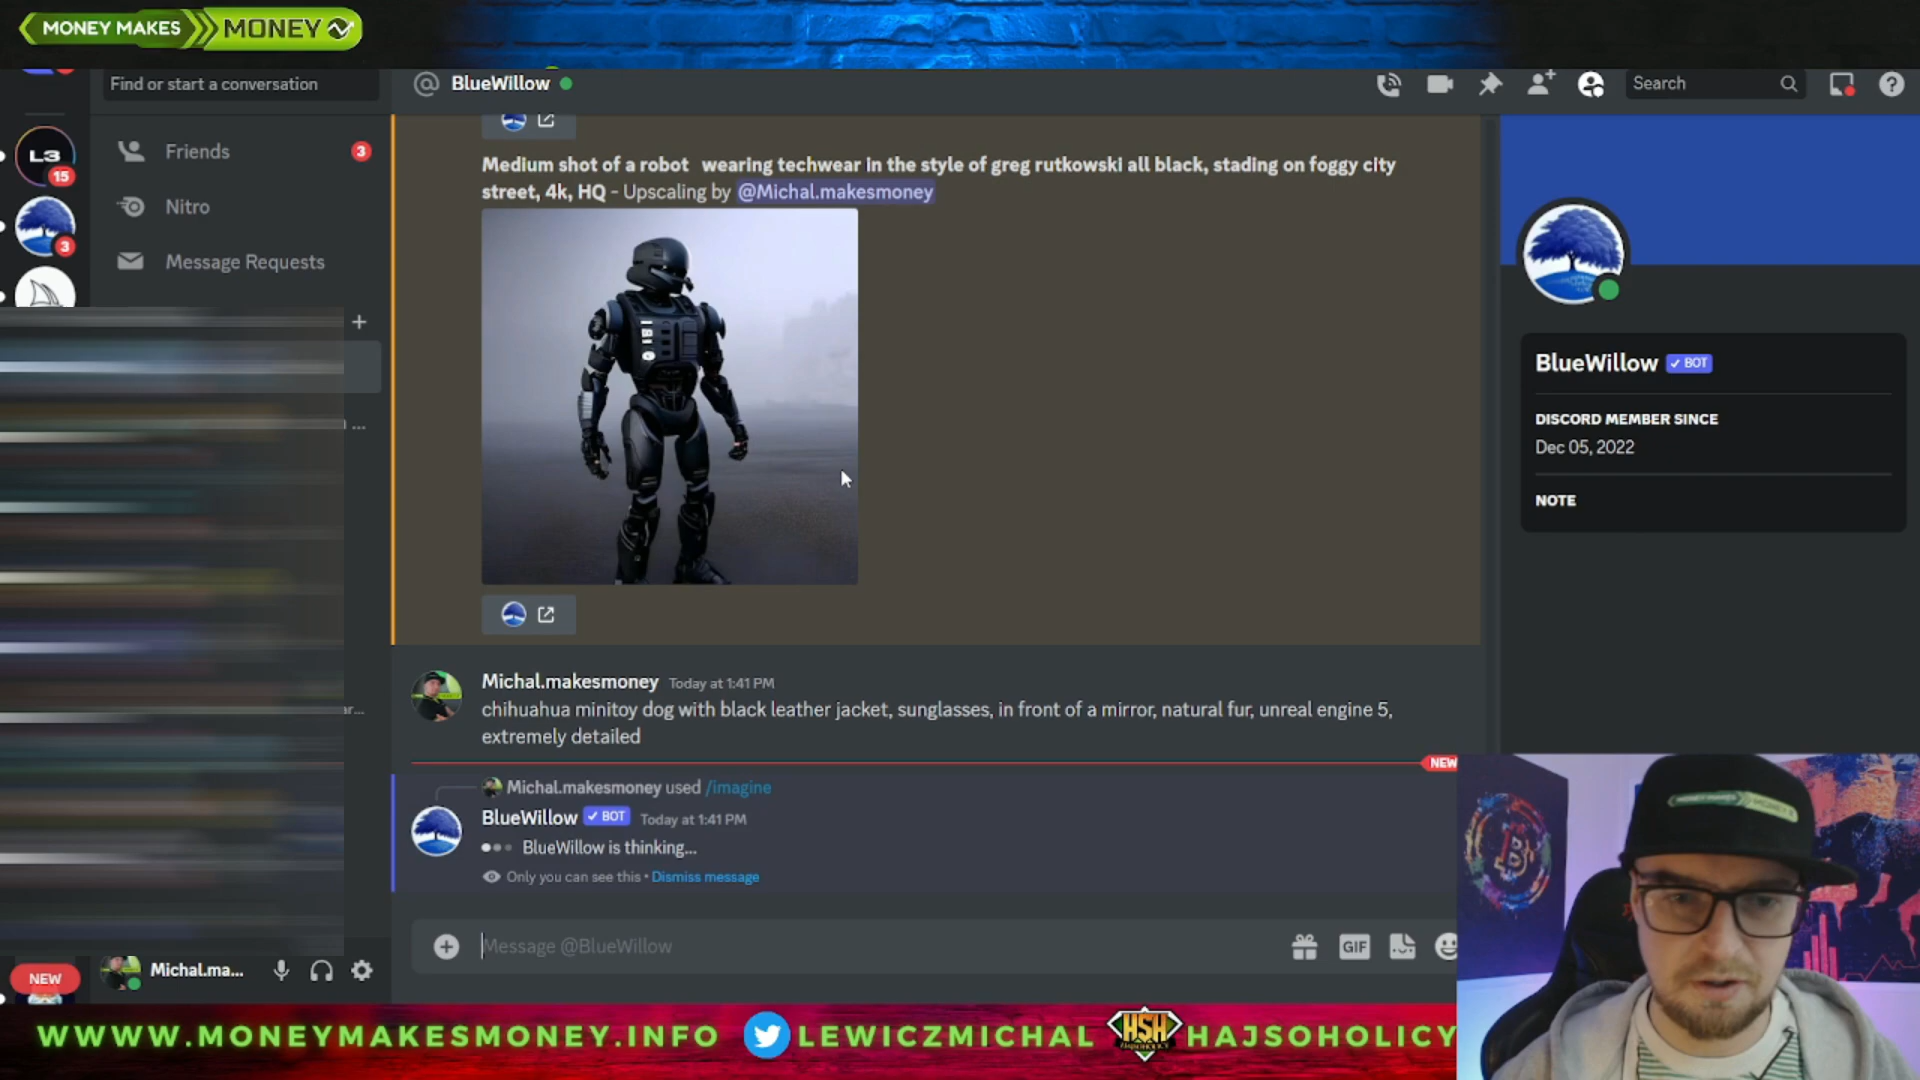 MONEY MAKES MONEY
Find or start a conversation
BlueWillow
Search
L3
15
3
Friends
3
Nitro
Message Requests
Medium shot of a robot wearing techwear in the style of greg rutkowski all black, stading on foggy city
street, 4k, HQ - Upscaling by @Michal.makesmoney
BlueWillow BOT
DISCORD MEMBER SINCE
Dec 05, 2022
NOTE
Michal.makesmoney Today at 1:41 PM
chihuahua minitoy dog with black leather jacket, sunglasses, in front of a mirror, natural fur, unreal engine 5,
extremely detailed
NEW
Michal.makesmoney used /imagine
BlueWillow BOT Today at 1:41 PM
BlueWillow is thinking...
Only you can see this • Dismiss message
Message @BlueWillow
GIF
NEW
Michal.ma...
WWWW.MONEYMAKESMONEY.INFO LEWICZMICHAL HSH HAJSOHOLICY